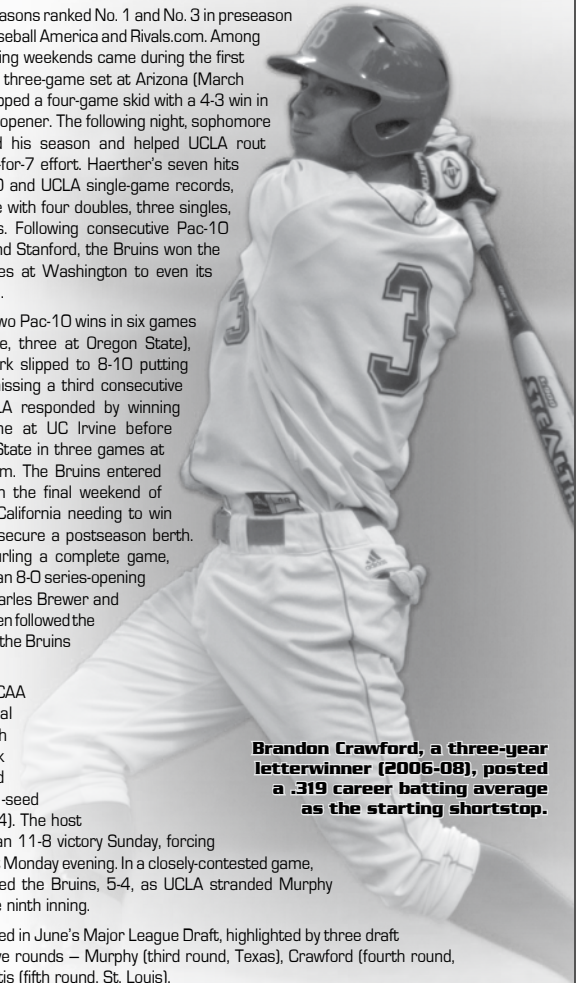 asons ranked No. 1 and No. 3 in preseason
seball America and Rivals.com. Among
ing weekends came during the first
three-game set at Arizona (March
pped a four-game skid with a 4-3 win in
opener. The following night, sophomore
d his season and helped UCLA rout
-for-7 effort. Haerther's seven hits
0 and UCLA single-game records,
e with four doubles, three singles,
s. Following consecutive Pac-10
nd Stanford, the Bruins won the
es at Washington to even its
.
wo Pac-10 wins in six games
e, three at Oregon State),
rk slipped to 8-10 putting
nissing a third consecutive
LA responded by winning
me at UC Irvine before
State in three games at
m. The Bruins entered
n the final weekend of
California needing to win
secure a postseason berth.
urling a complete game,
an 8-0 series-opening
arles Brewer and
en followed the
the Bruins
CAA
al
h
k
d
-seed
4). The host
an 11-8 victory Sunday, forcing
t Monday evening. In a closely-contested game,
ed the Bruins, 5-4, as UCLA stranded Murphy
e ninth inning.
ed in June's Major League Draft, highlighted by three draft
ve rounds – Murphy (third round, Texas), Crawford (fourth round,
tis (fifth round, St. Louis).
B
3
3
STEALTH
adidas
Brandon Crawford, a three-year
letterwinner (2006-08), posted
a .319 career batting average
as the starting shortstop.